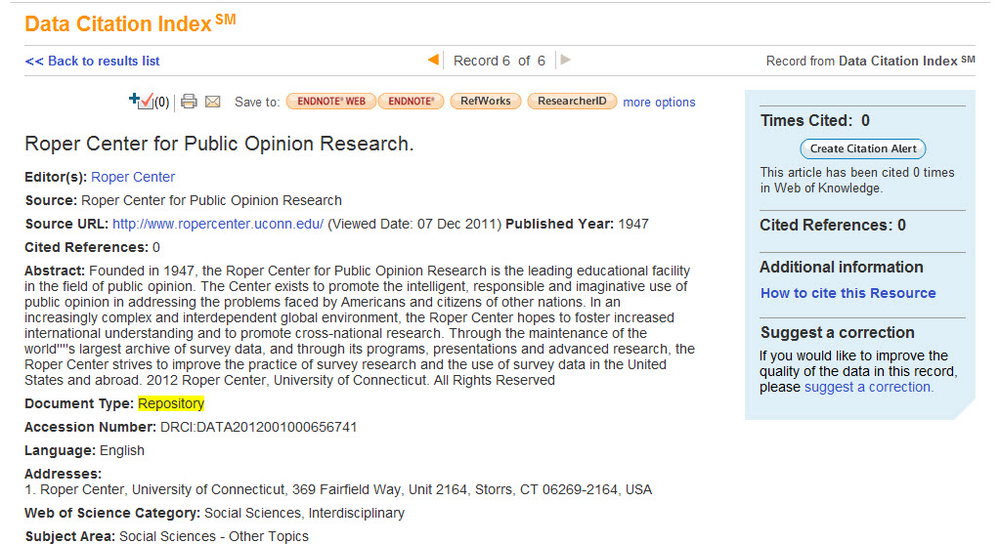 Data Citation Index SM
<< Back to results list
Record 6 of 6
Record from Data Citation Index SM
(0)
Save to: ENDNOTE® WEB ENDNOTE® RefWorks ResearcherID more options
Roper Center for Public Opinion Research.
Editor(s): Roper Center
Source: Roper Center for Public Opinion Research
Source URL: http://www.ropercenter.uconn.edu/ (Viewed Date: 07 Dec 2011) Published Year: 1947
Cited References: 0
Abstract: Founded in 1947, the Roper Center for Public Opinion Research is the leading educational facility
in the field of public opinion. The Center exists to promote the intelligent, responsible and imaginative use of
public opinion in addressing the problems faced by Americans and citizens of other nations. In an
increasingly complex and interdependent global environment, the Roper Center hopes to foster increased
international understanding and to promote cross-national research. Through the maintenance of the
world""s largest archive of survey data, and through its programs, presentations and advanced research, the
Roper Center strives to improve the practice of survey research and the use of survey data in the United
States and abroad. 2012 Roper Center, University of Connecticut. All Rights Reserved
Document Type: Repository
Accession Number: DRCI:DATA2012001000656741
Language: English
Addresses:
1. Roper Center, University of Connecticut, 369 Fairfield Way, Unit 2164, Storrs, CT 06269-2164, USA
Web of Science Category: Social Sciences, Interdisciplinary
Subject Area: Social Sciences - Other Topics
Times Cited: 0
Create Citation Alert
This article has been cited 0 times
in Web of Knowledge.
Cited References: 0
Additional information
How to cite this Resource
Suggest a correction
If you would like to improve the
quality of the data in this record,
please suggest a correction.